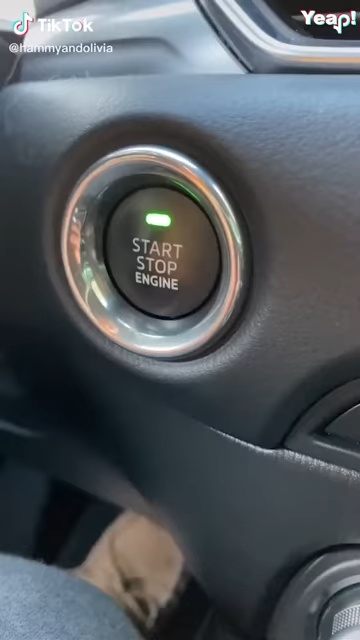 TikTok
@hammyandolivia
Yeap!
START
STOP
ENGINE